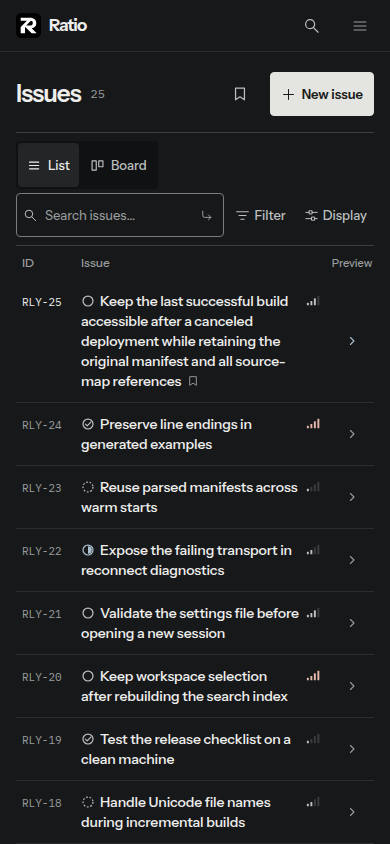 Ratio
Issues 25
New issue
List Board
Search issues... Filter Display
ID Issue Preview
RLY-25 Keep the last successful build
accessible after a canceled
deployment while retaining the
original manifest and all source-
map references
RLY-24 Preserve line endings in
generated examples
RLY-23 Reuse parsed manifests across
warm starts
RLY-22 Expose the failing transport in
reconnect diagnostics
RLY-21 Validate the settings file before
opening a new session
RLY-20 Keep workspace selection
after rebuilding the search index
RLY-19 Test the release checklist on a
clean machine
RLY-18 Handle Unicode file names
during incremental builds